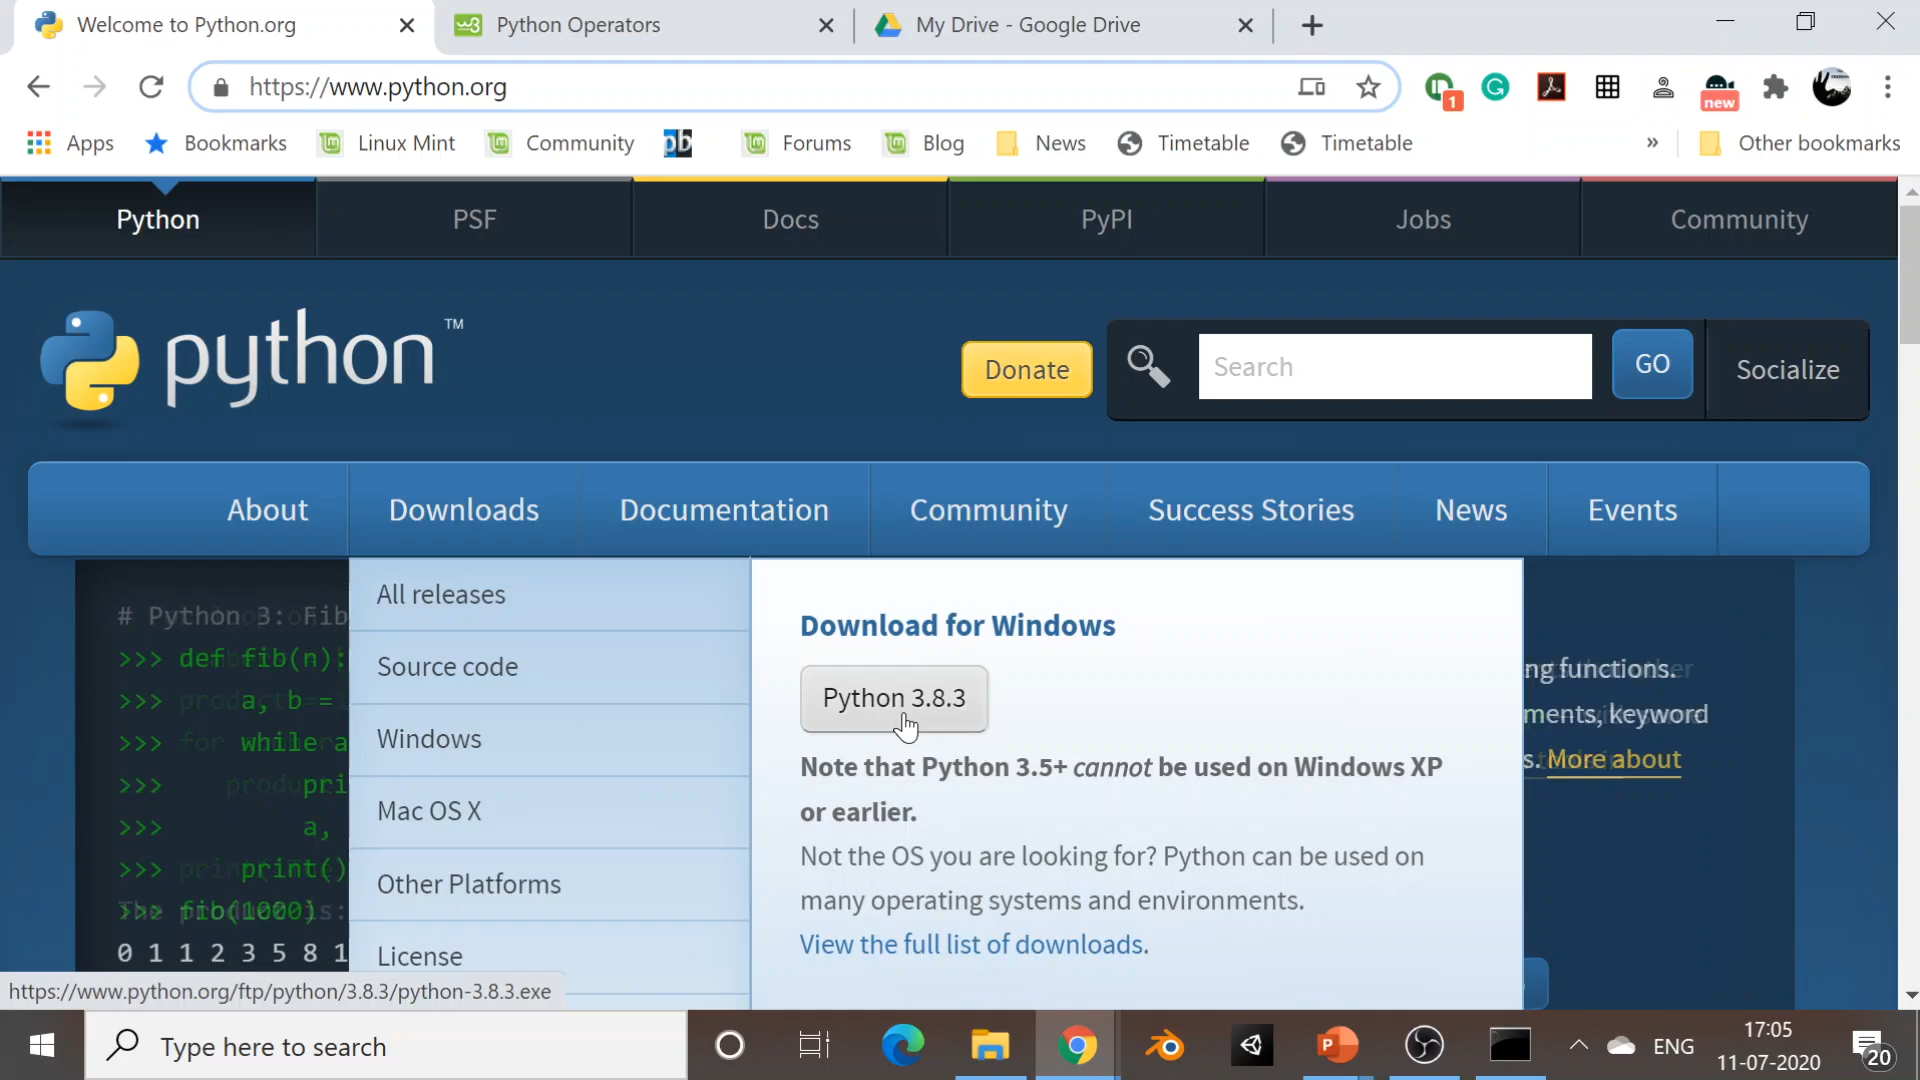 Welcome to Python.org
Python Operators
My Drive - Google Drive
https://www.python.org
1
new
Apps
Bookmarks
Linux Mint
Community
pb
Forums
Blog
News
Timetable
Timetable
»
Other bookmarks
Python
PSF
Docs
PyPI
Jobs
Community
python™
Donate
Search
GO
Socialize
About
Downloads
Documentation
Community
Success Stories
News
Events
All releases
Source code
Windows
Mac OS X
Other Platforms
License
Download for Windows
Python 3.8.3
Note that Python 3.5+ cannot be used on Windows XP
or earlier.
Not the OS you are looking for? Python can be used on
many operating systems and environments.
View the full list of downloads.
# Python 3: Fib
>>> def fib(n):
>>> a, b =
>>> while a
>>> pri
>>> a,
>>> print()
>>> fib(1000)
0 1 1 2 3 5 8 1
ng functions.
ments, keyword
s. More about
https://www.python.org/ftp/python/3.8.3/python-3.8.3.exe
Type here to search
ENG
17:05
11-07-2020
20